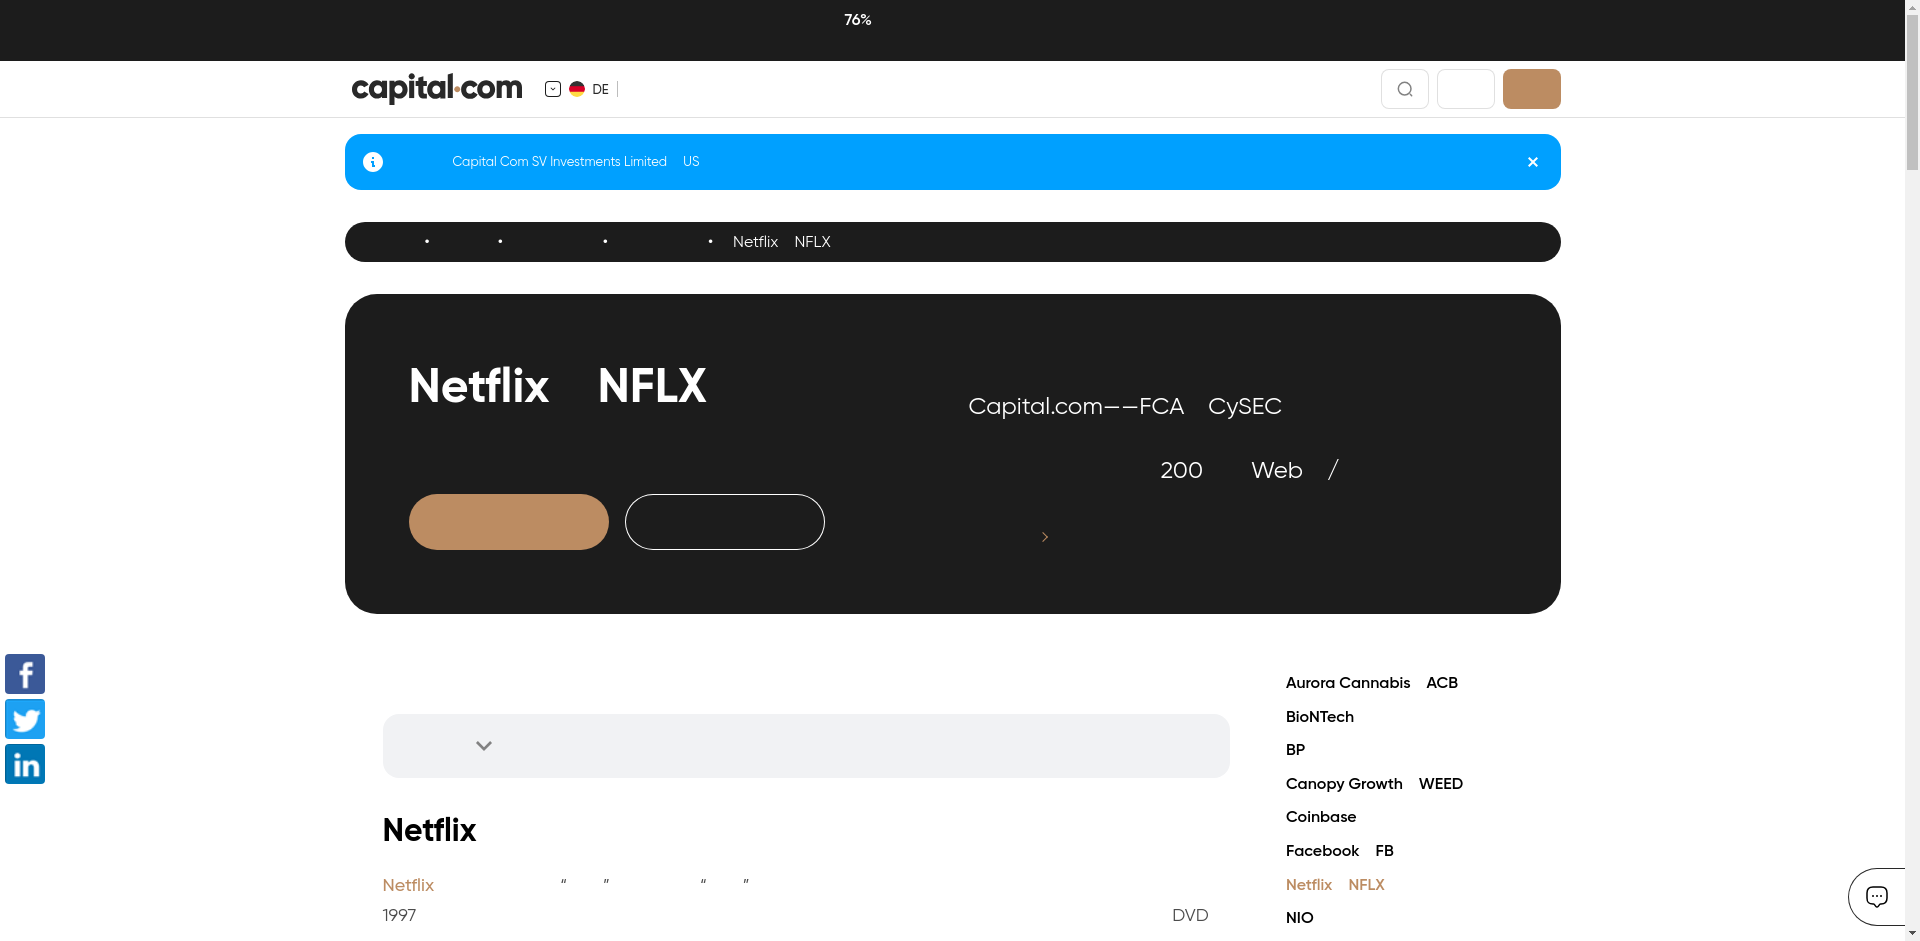 76%
capital.com
DE
Capital Com SV Investments Limited US
• • • • Netflix NFLX
Netflix NFLX
Capital.com——FCA CySEC
200 Web /
Netflix
Netflix “ ” “ ”
1997 DVD
Aurora Cannabis ACB
BioNTech
BP
Canopy Growth WEED
Coinbase
Facebook FB
Netflix NFLX
NIO